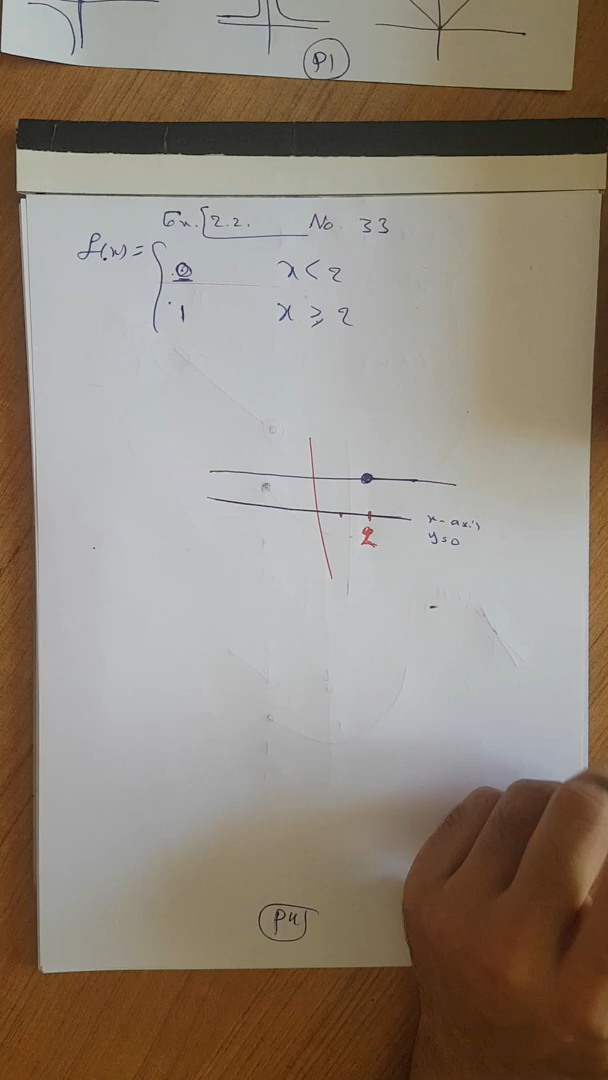 P1
Ex. 2.2. No 33
f(x) = { 0 x < 2
1 x ≥ 2
x-axis
2
y=0
P4